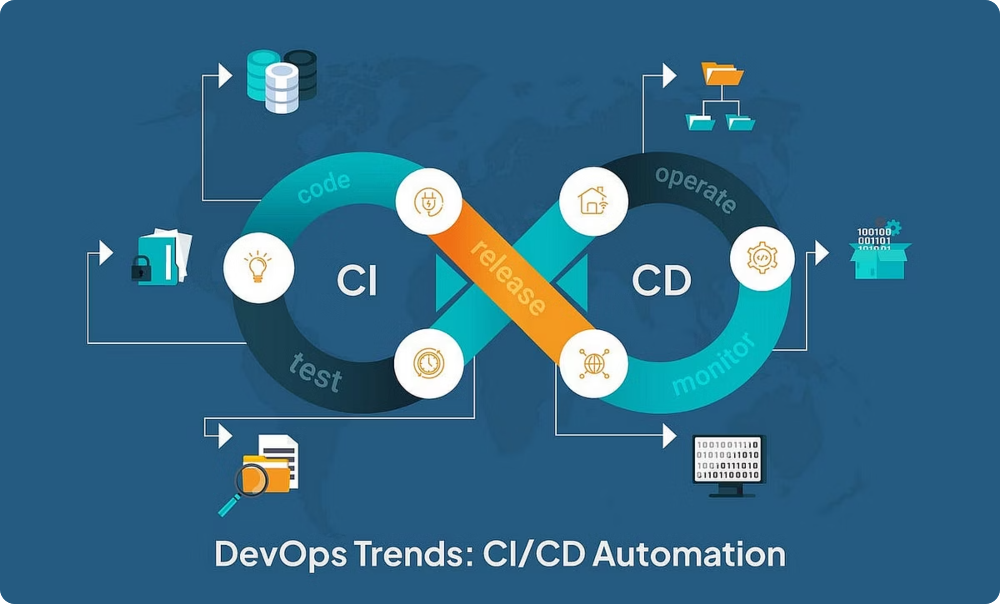 code
operate
100100
001101
release
CI
CD
test
monitor
10010011110
01010011010
10010111010
01101100010
DevOps Trends: CI/CD Automation